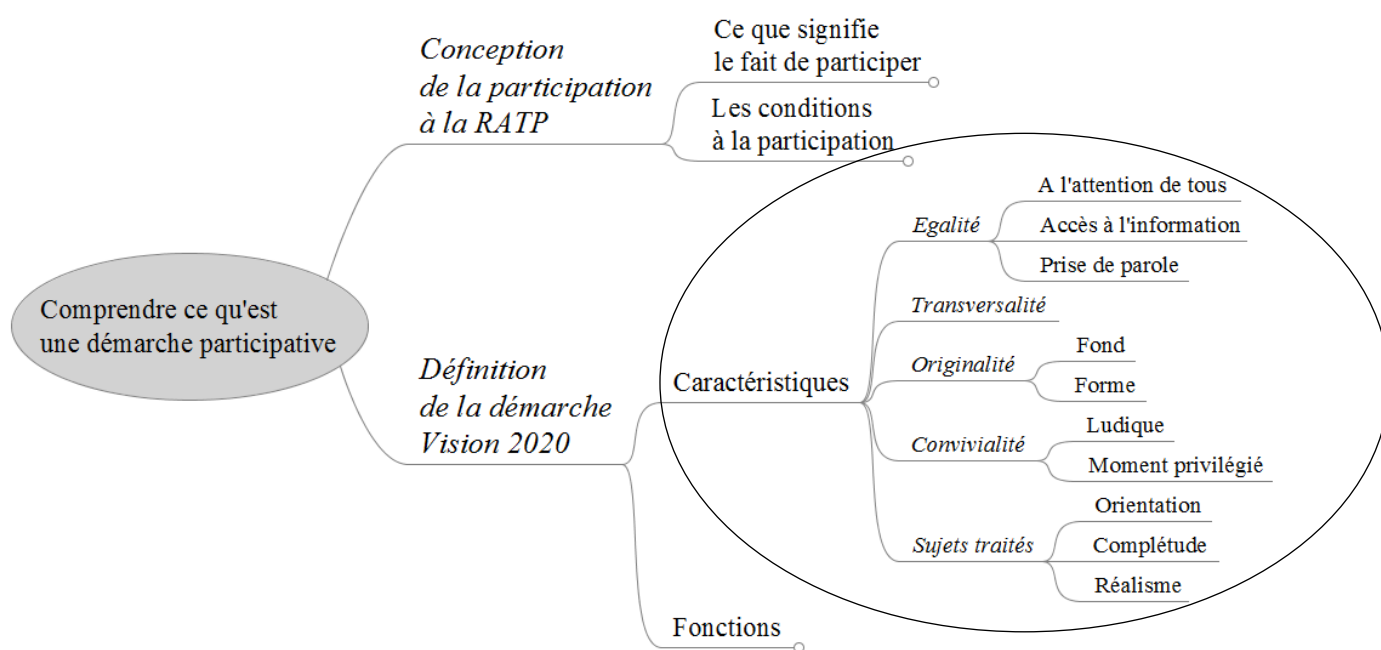 Comprendre ce qu'est
une démarche participative
Conception
de la participation
à la RATP
Ce que signifie
le fait de participer
Les conditions
à la participation
Définition
de la démarche
Vision 2020
Caractéristiques
Egalité
A l'attention de tous
Accès à l'information
Prise de parole
Transversalité
Originalité
Fond
Forme
Convivialité
Ludique
Moment privilégié
Sujets traités
Orientation
Complétude
Réalisme
Fonctions